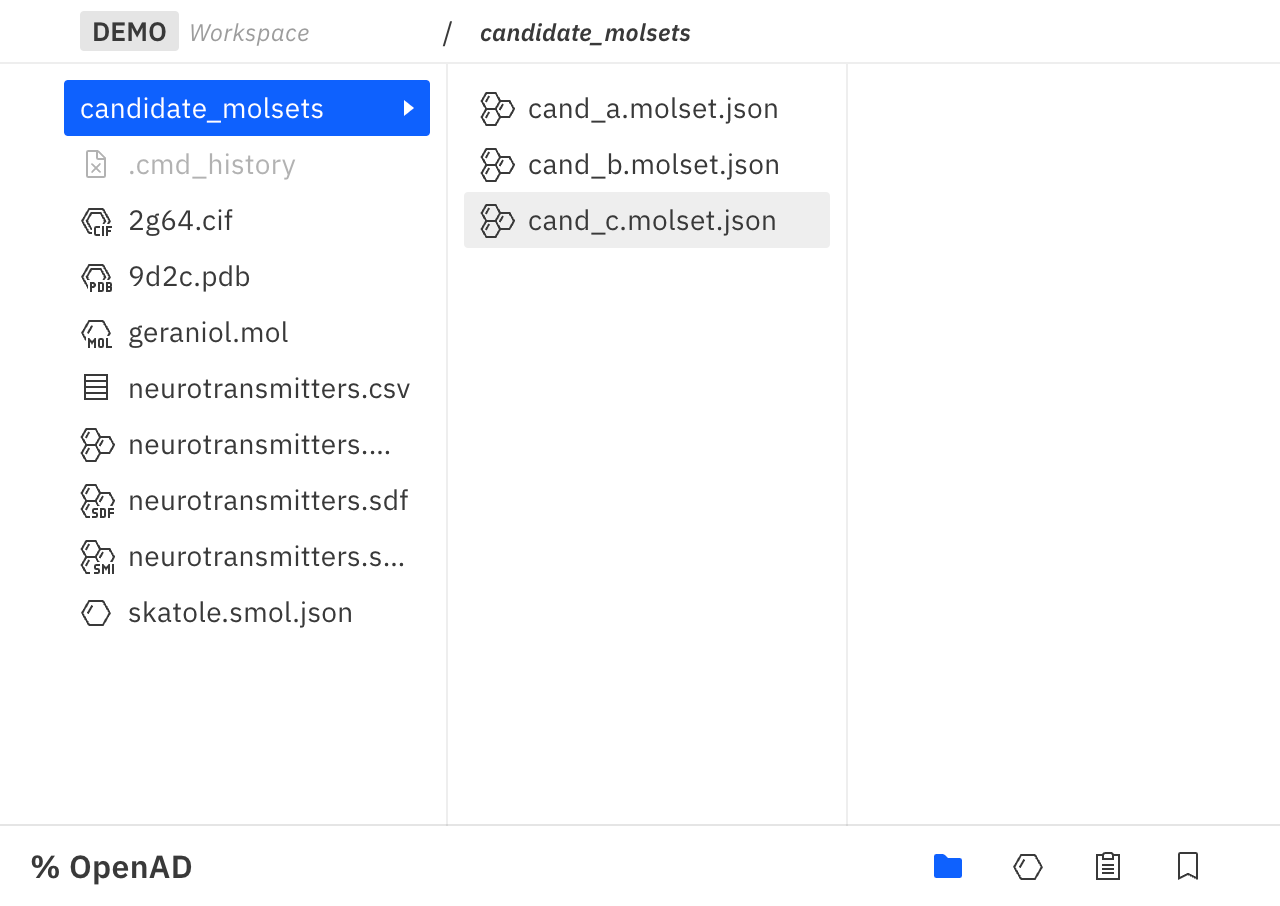 DEMO Workspace / candidate_molsets
candidate_molsets
.cmd_history
CIF 2g64.cif
PDB 9d2c.pdb
MOL geraniol.mol
neurotransmitters.csv
neurotransmitters....
SDF neurotransmitters.sdf
SMI neurotransmitters.s...
skatole.smol.json
cand_a.molset.json
cand_b.molset.json
cand_c.molset.json
% OpenAD